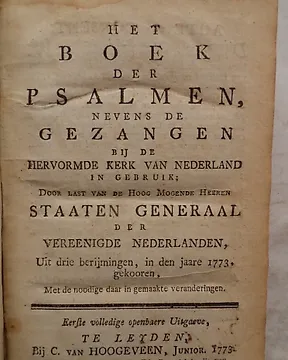 HET
BOEK
DER
PSALMEN,
NEVENS DE
GEZANGEN
BIJ DE
HERVORMDE KERK VAN NEDERLAND
IN GEBRUIK;
DOOR LAST VAN DE HOOG MOGENDE HEEREN
STAATEN GENERAAL
DER
VEREENIGDE NEDERLANDEN,
Uit drie berijmingen, in den jaare 1773,
gekooren,
Met de noodige daar in gemaakte veranderingen.
Eerste volledige openbaere Uitgaeve,
TE LEYDEN,
Bij C. VAN HOOGEVEEN, JUNIOR. 1773.